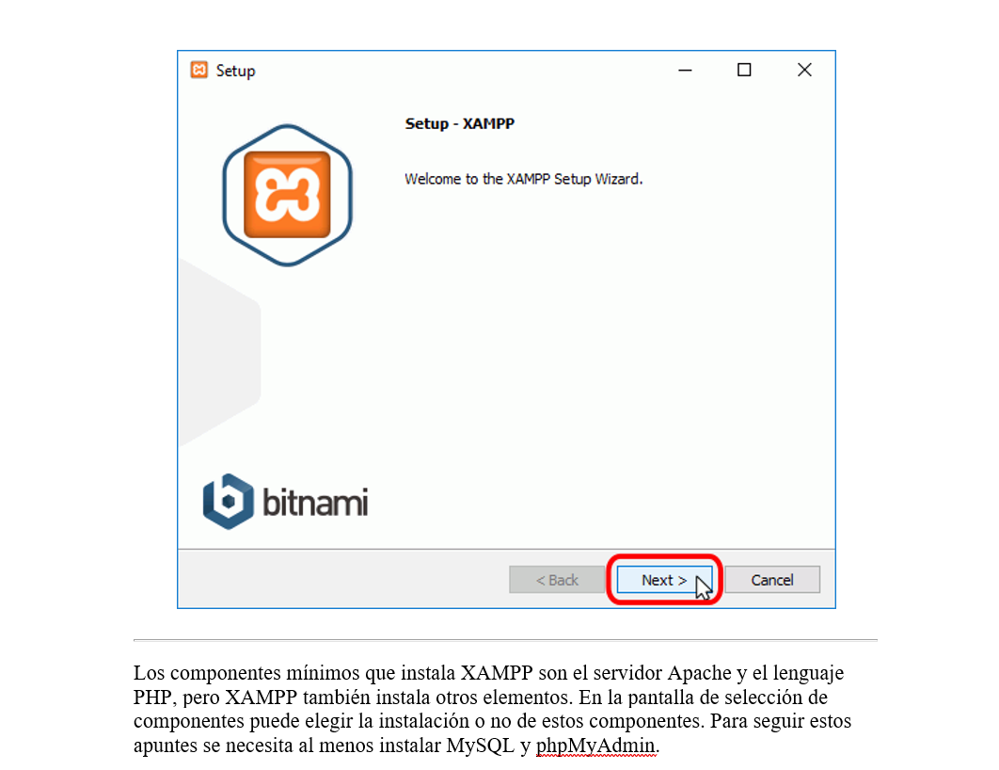 Setup
Setup - XAMPP
Welcome to the XAMPP Setup Wizard.
bitnami
< Back
Next >
Cancel
Los componentes mínimos que instala XAMPP son el servidor Apache y el lenguaje
PHP, pero XAMPP también instala otros elementos. En la pantalla de selección de
componentes puede elegir la instalación o no de estos componentes. Para seguir estos
apuntes se necesita al menos instalar MySQL y phpMyAdmin.